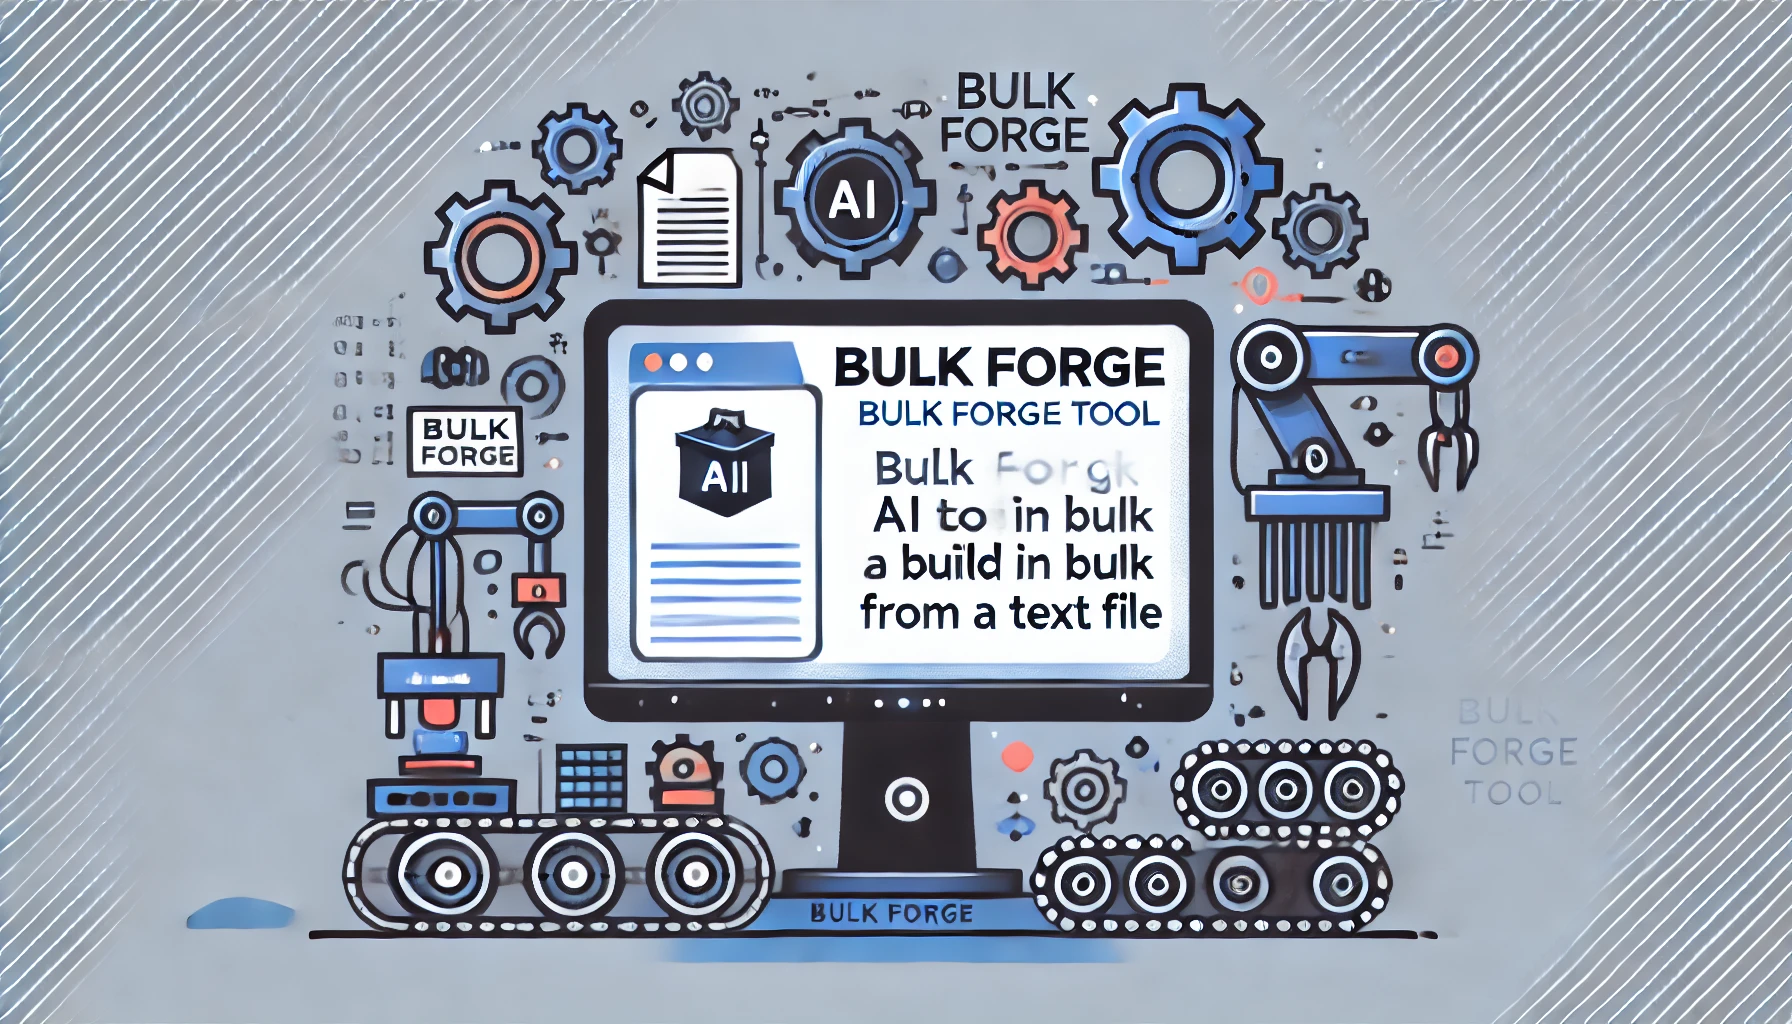 BULK
FORGE
AI
BULK FORGE
BULK FORGE TOOL
Bulk Forgk
AI to in bulk
a build in bulk
from a text file
All
BULK
FORGE
BULK
FORGE
TOOL
BULK FORGE